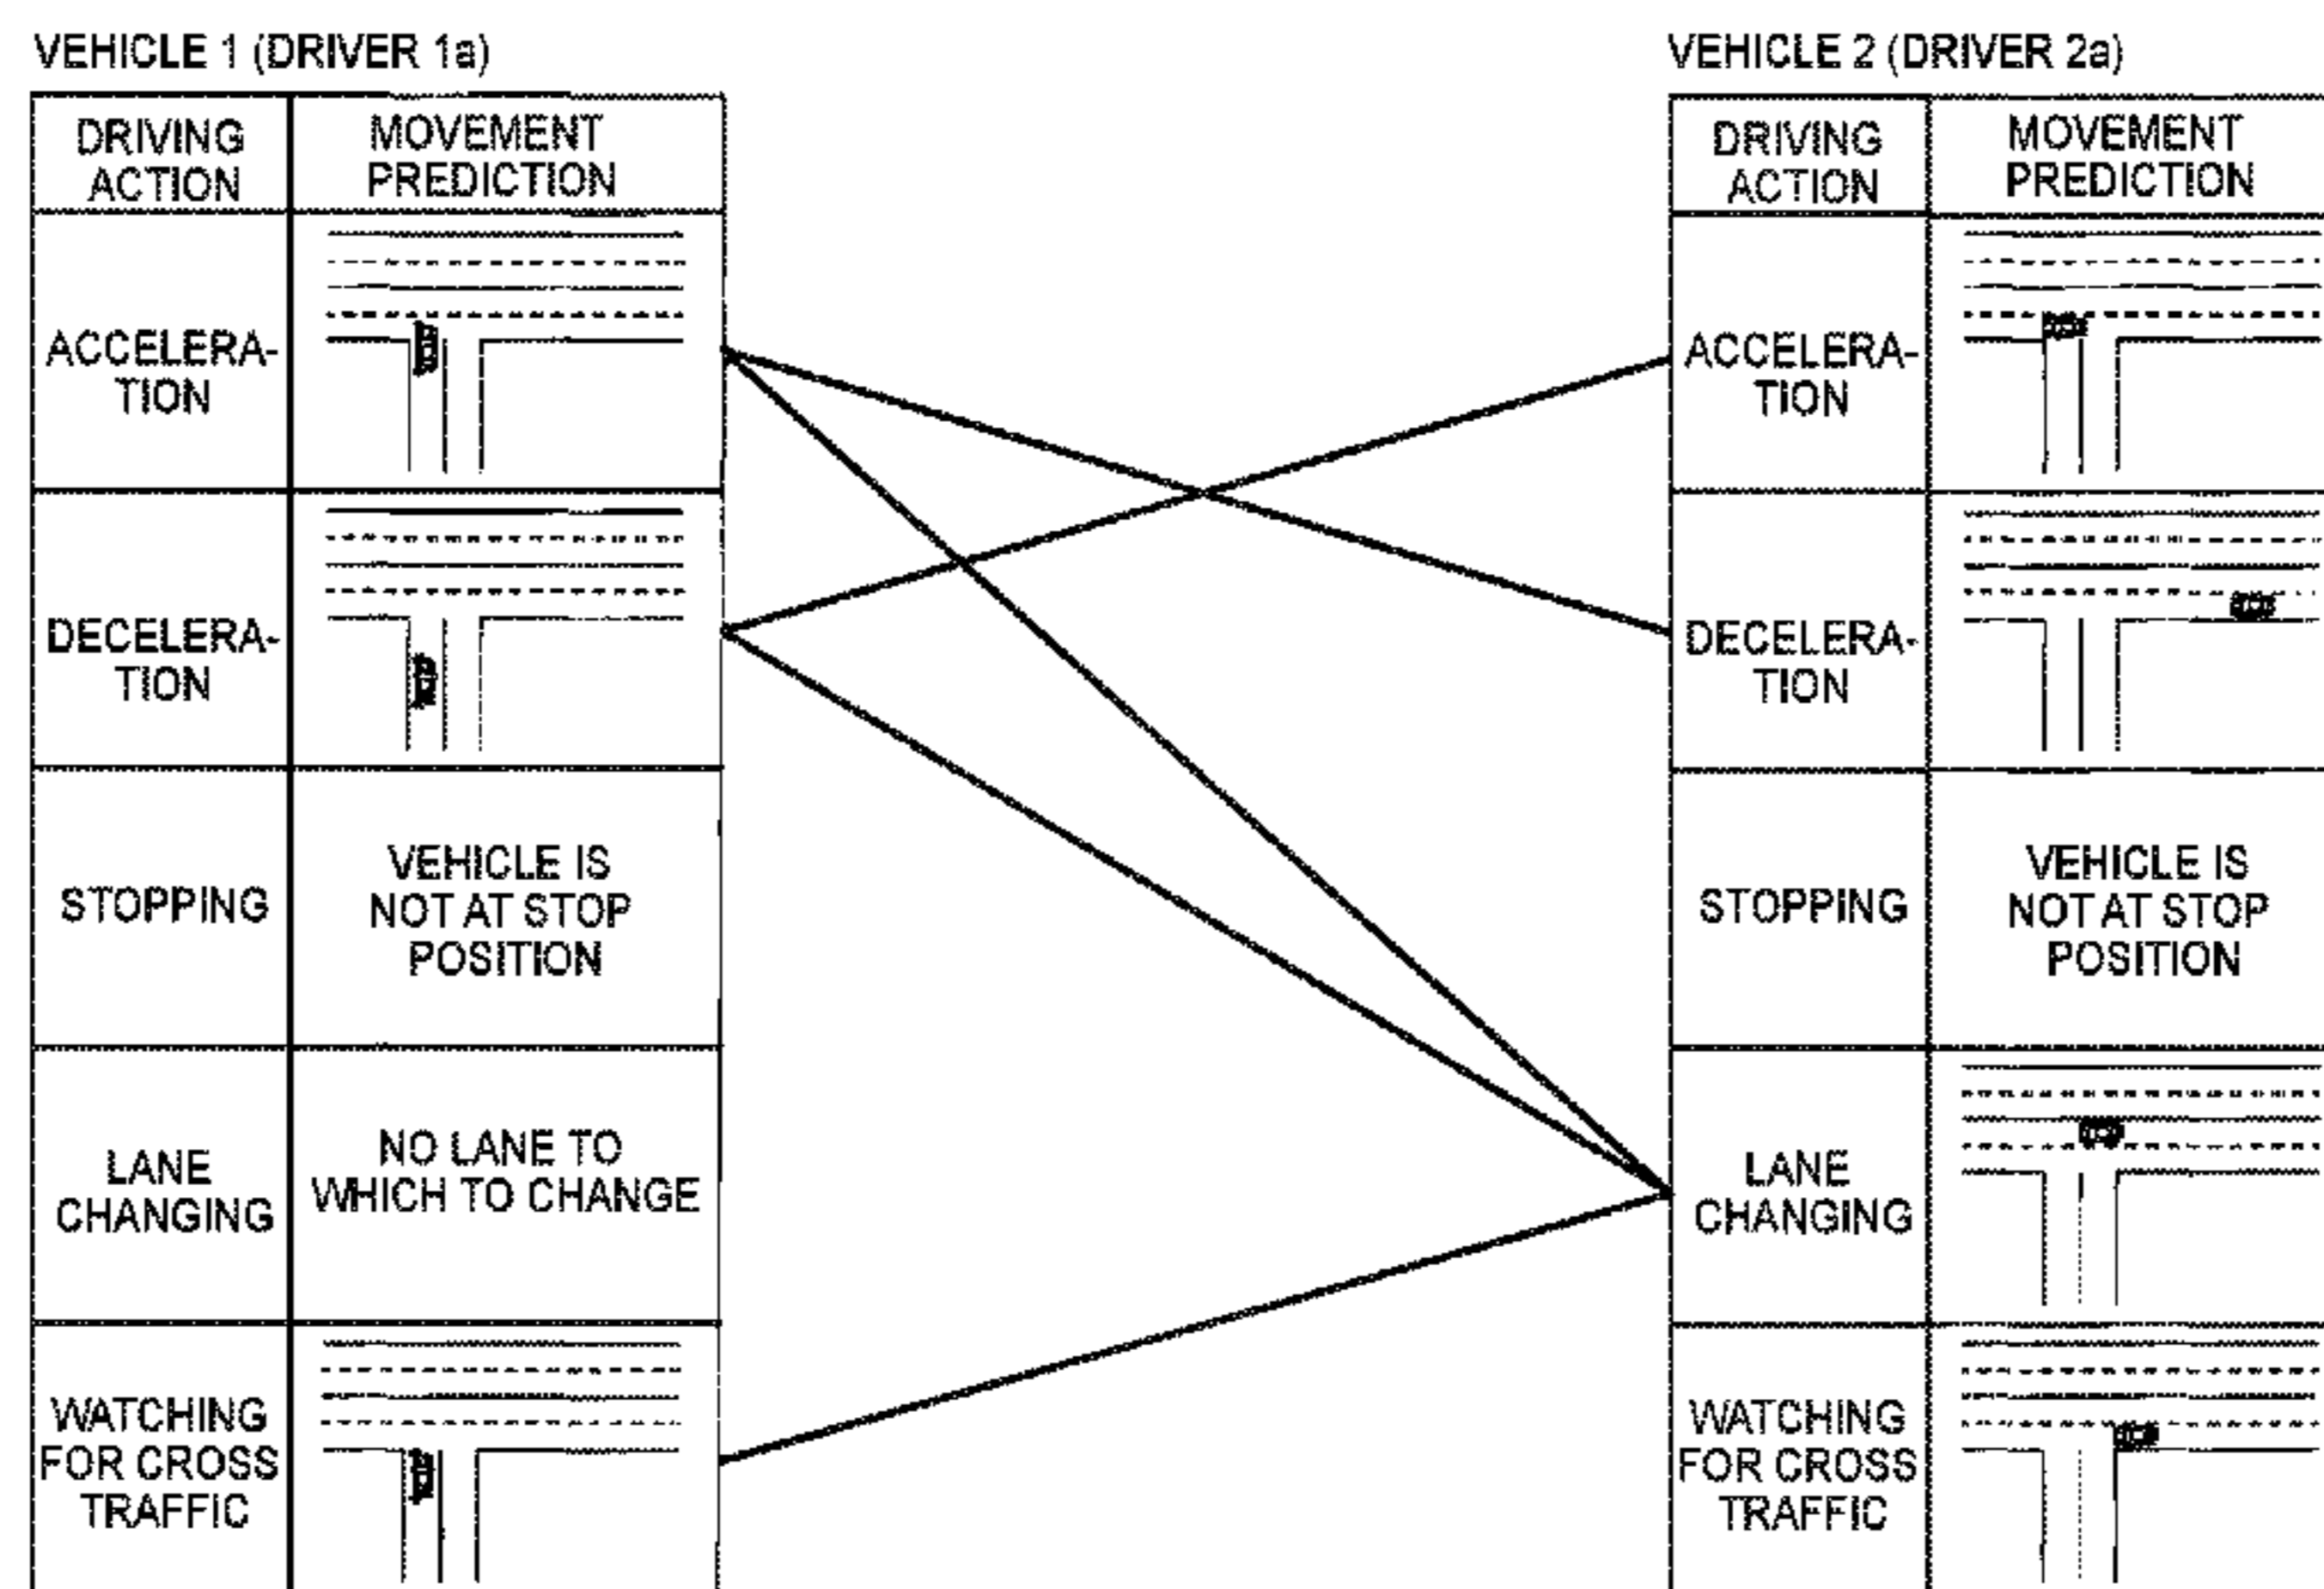 VEHICLE 1 (DRIVER 1a)
DRIVING
ACTION
MOVEMENT
PREDICTION
ACCELERA-
TION
DECELERA-
TION
STOPPING
VEHICLE IS
NOT AT STOP
POSITION
LANE
CHANGING
NO LANE TO
WHICH TO CHANGE
WATCHING
FOR CROSS
TRAFFIC
VEHICLE 2 (DRIVER 2a)
DRIVING
ACTION
MOVEMENT
PREDICTION
ACCELERA-
TION
DECELERA-
TION
STOPPING
VEHICLE IS
NOT AT STOP
POSITION
LANE
CHANGING
WATCHING
FOR CROSS
TRAFFIC